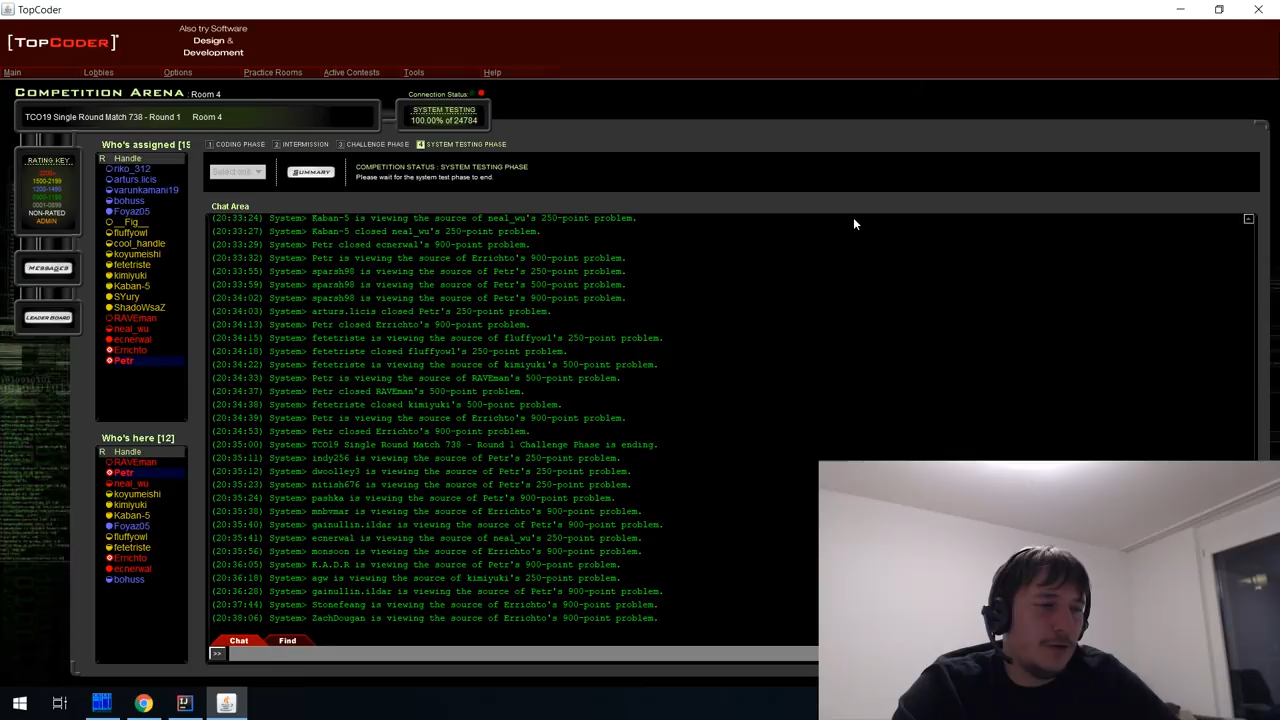 TopCoder
[TOPCODER]
Also try Software
Design &
Development
Main Lobbies Options Practice Rooms Active Contests Tools Help
COMPETITION ARENA : Room 4
Connection Status:
TCO19 Single Round Match 738 - Round 1 Room 4
SYSTEM TESTING
100.00% of 24784
Who's assigned [15
1 CODING PHASE 2 INTERMISSION 3 CHALLENGE PHASE 4 SYSTEM TESTING PHASE
RATING KEY
2200+
1500-2199
1200-1499
0900-1199
0001-0899
NON-RATED
ADMIN
R Handle
riko_312
arturs.licis
varunkamani19
bohuss
Foyaz05
__Fig__
fluffyowl
cool_handle
koyumeishi
fetetriste
kimiyuki
Kaban-5
SYury
ShadoWsaZ
RAVEman
neal_wu
ecnerwal
Errichto
Petr
MESSAGES
LEADER BOARD
SUMMARY
COMPETITION STATUS : SYSTEM TESTING PHASE
Please wait for the system test phase to end.
Chat Area
(20:33:24) System> Kaban-5 is viewing the source of neal_wu's 250-point problem.
(20:33:27) System> Kaban-5 closed neal_wu's 250-point problem.
(20:33:29) System> Petr closed ecnerwal's 900-point problem.
(20:33:32) System> Petr is viewing the source of Errichto's 900-point problem.
(20:33:55) System> sparsh98 is viewing the source of Petr's 250-point problem.
(20:33:59) System> sparsh98 is viewing the source of Petr's 500-point problem.
(20:34:02) System> sparsh98 is viewing the source of Petr's 900-point problem.
(20:34:03) System> arturs.licis closed Petr's 250-point problem.
(20:34:13) System> Petr closed Errichto's 900-point problem.
(20:34:15) System> fetetriste is viewing the source of fluffyowl's 250-point problem.
(20:34:18) System> fetetriste closed fluffyowl's 250-point problem.
(20:34:22) System> fetetriste is viewing the source of kimiyuki's 500-point problem.
(20:34:33) System> Petr is viewing the source of RAVEman's 500-point problem.
(20:34:37) System> Petr closed RAVEman's 500-point problem.
(20:34:38) System> fetetriste closed kimiyuki's 500-point problem.
(20:34:39) System> Petr is viewing the source of Errichto's 900-point problem.
(20:34:53) System> Petr closed Errichto's 900-point problem.
(20:35:00) System> TCO19 Single Round Match 738 - Round 1 Challenge Phase is ending.
(20:35:11) System> indy256 is viewing the source of Petr's 250-point problem.
(20:35:12) System> dwoolley3 is viewing the source of Petr's 250-point problem.
(20:35:23) System> nitish676 is viewing the source of Petr's 250-point problem.
(20:35:24) System> pashka is viewing the source of Petr's 900-point problem.
(20:35:38) System> mnbvmar is viewing the source of Errichto's 900-point problem.
(20:35:40) System> gainullin.ildar is viewing the source of Petr's 900-point problem.
(20:35:41) System> ecnerwal is viewing the source of neal_wu's 500-point problem.
(20:35:56) System> monsoon is viewing the source of Errichto's 900-point problem.
(20:36:05) System> K.A.D.R is viewing the source of Petr's 900-point problem.
(20:36:18) System> agw is viewing the source of kimiyuki's 250-point problem.
(20:36:28) System> gainullin.ildar is viewing the source of Errichto's 900-point problem.
(20:37:44) System> Stonefeang is viewing the source of Errichto's 900-point problem.
(20:38:06) System> ZachDougan is viewing the source of Errichto's 900-point problem.
Who's here [12]
R Handle
RAVEman
Petr
neal_wu
koyumeishi
kimiyuki
Kaban-5
Foyaz05
fluffyowl
fetetriste
Errichto
ecnerwal
bohuss
Chat Find
>>